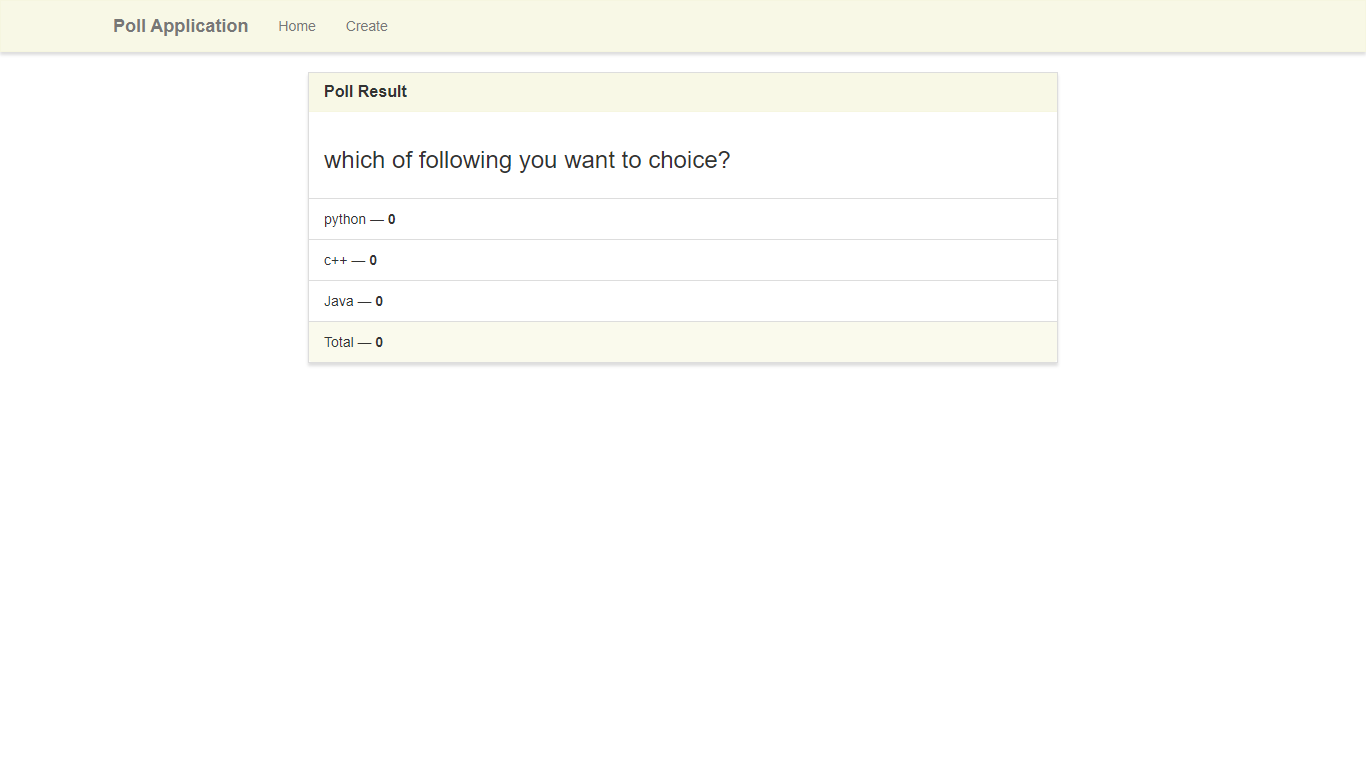 Poll Application Home Create
Poll Result
which of following you want to choice?
python — 0
c++ — 0
Java — 0
Total — 0